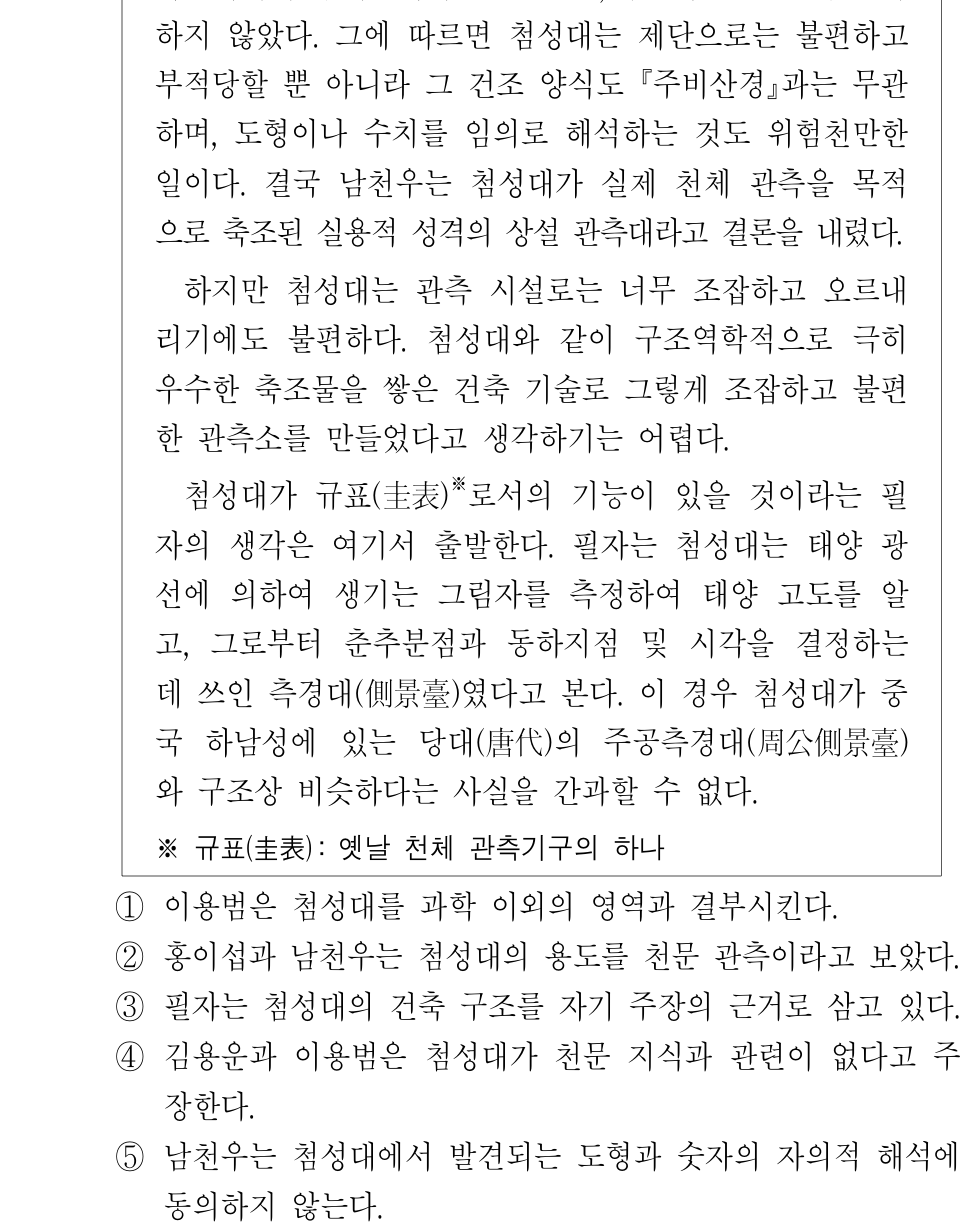 하지 않았다. 그에 따르면 첨성대는 제단으로는 불편하고
부적당할 뿐 아니라 그 건조 양식도 『주비산경』과는 무관
하며, 도형이나 수치를 임의로 해석하는 것도 위험천만한
일이다. 결국 남천우는 첨성대가 실제 천체 관측을 목적
으로 축조된 실용적 성격의 상설 관측대라고 결론을 내렸다.
하지만 첨성대는 관측 시설로는 너무 조잡하고 오르내
리기에도 불편하다. 첨성대와 같이 구조역학적으로 극히
우수한 축조물을 쌓은 건축 기술로 그렇게 조잡하고 불편
한 관측소를 만들었다고 생각하기는 어렵다.
첨성대가 규표(圭表)※로서의 기능이 있을 것이라는 필
자의 생각은 여기서 출발한다. 필자는 첨성대는 태양 광
선에 의하여 생기는 그림자를 측정하여 태양 고도를 알
고, 그로부터 춘추분점과 동하지점 및 시각을 결정하는
데 쓰인 측경대(側景臺)였다고 본다. 이 경우 첨성대가 중
국 하남성에 있는 당대(唐代)의 주공측경대(周公側景臺)
와 구조상 비슷하다는 사실을 간과할 수 없다.
※ 규표(圭表): 옛날 천체 관측기구의 하나
① 이용범은 첨성대를 과학 이외의 영역과 결부시킨다.
② 홍이섭과 남천우는 첨성대의 용도를 천문 관측이라고 보았다.
③ 필자는 첨성대의 건축 구조를 자기 주장의 근거로 삼고 있다.
④ 김용운과 이용범은 첨성대가 천문 지식과 관련이 없다고 주
장한다.
⑤ 남천우는 첨성대에서 발견되는 도형과 숫자의 자의적 해석에
동의하지 않는다.